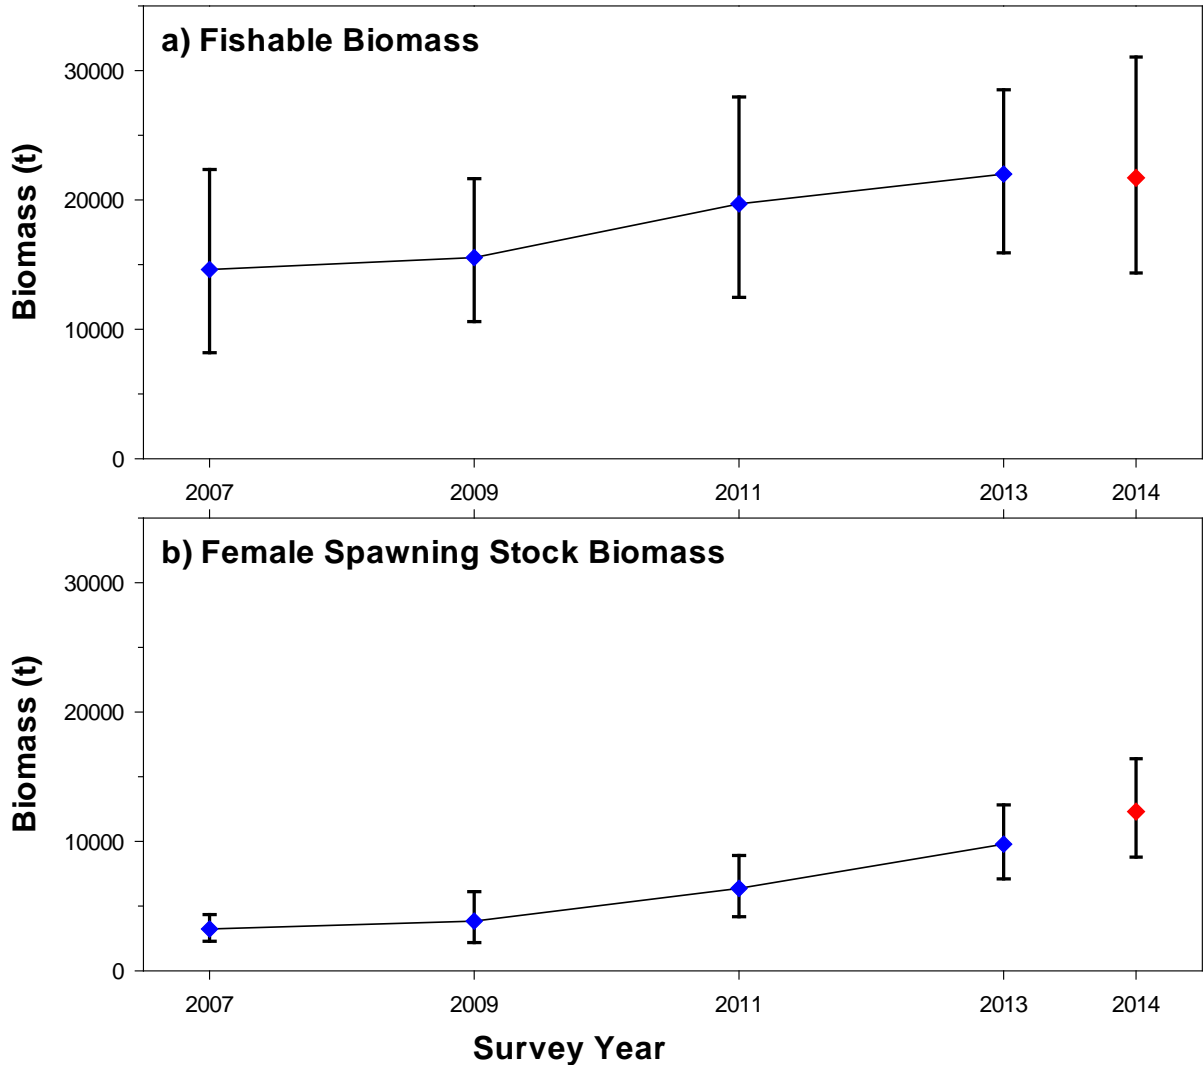 a) Fishable Biomass
30000
20000
10000
0
Biomass (t)
2007 2009 2011 2013 2014
b) Female Spawning Stock Biomass
30000
20000
10000
0
Biomass (t)
2007 2009 2011 2013 2014
Survey Year